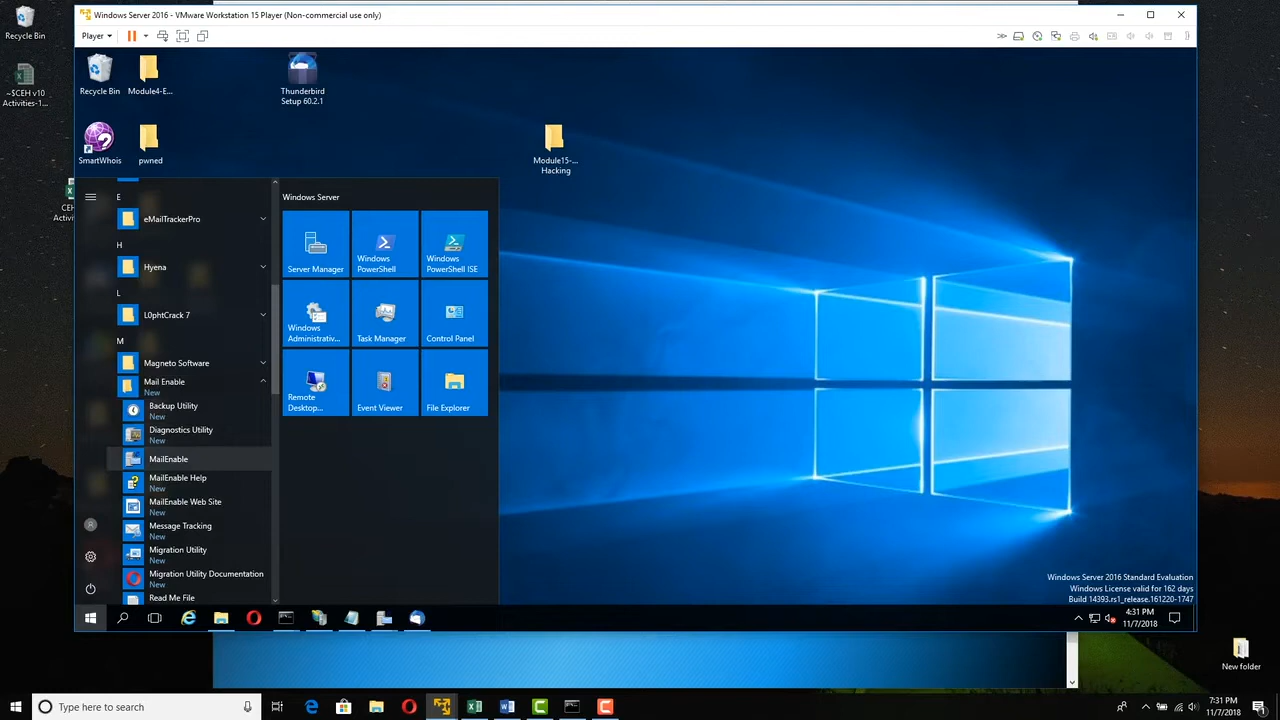 Windows Server 2016 - VMware Workstation 15 Player (Non-commercial use only)
Player
Recycle Bin
~$CEH v10
Activities-1...
Recycle Bin
Module4-E...
Thunderbird
Setup 60.2.1
SmartWhois
pwned
Module15-...
Hacking
CEH
Activiti
E
eMailTrackerPro
H
Hyena
L
L0phtCrack 7
M
Magneto Software
Mail Enable
New
Backup Utility
New
Diagnostics Utility
New
MailEnable
MailEnable Help
New
MailEnable Web Site
New
Message Tracking
New
Migration Utility
New
Migration Utility Documentation
New
Read Me File
Windows Server
Server Manager
Windows
PowerShell
Windows
PowerShell ISE
Windows
Administrativ...
Task Manager
Control Panel
Remote
Desktop...
Event Viewer
File Explorer
Windows Server 2016 Standard Evaluation
Windows License valid for 162 days
Build 14393.rs1_release.161220-1747
4:31 PM
11/7/2018
New folder
Type here to search
7:31 PM
11/7/2018